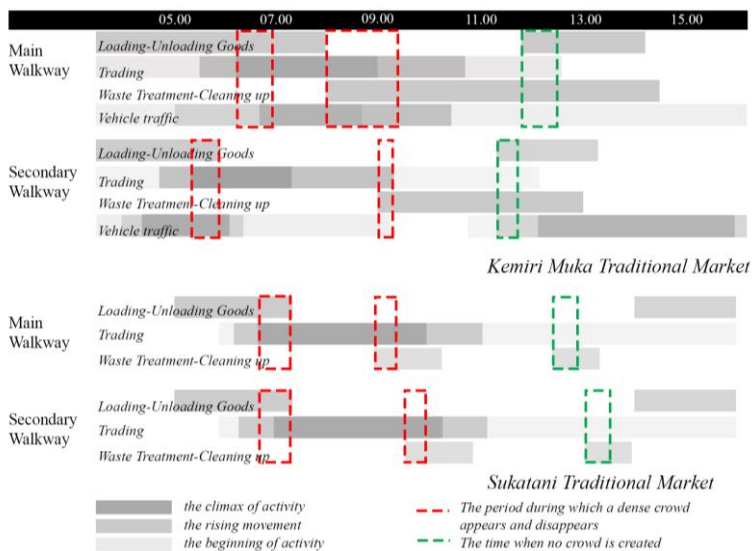 05.00 07.00 09.00 11.00 13.00 15.00
Main
Walkway
Loading-Unloading Goods
Trading
Waste Treatment-Cleaning up
Vehicle traffic
Secondary
Walkway
Loading-Unloading Goods
Trading
Waste Treatment-Cleaning up
Vehicle traffic
Kemiri Muka Traditional Market
Main
Walkway
Loading-Unloading Goods
Trading
Waste Treatment-Cleaning up
Secondary
Walkway
Loading-Unloading Goods
Trading
Waste Treatment-Cleaning up
Sukatani Traditional Market
the climax of activity
the rising movement
the beginning of activity
The period during which a dense crowd
appears and disappears
The time when no crowd is created